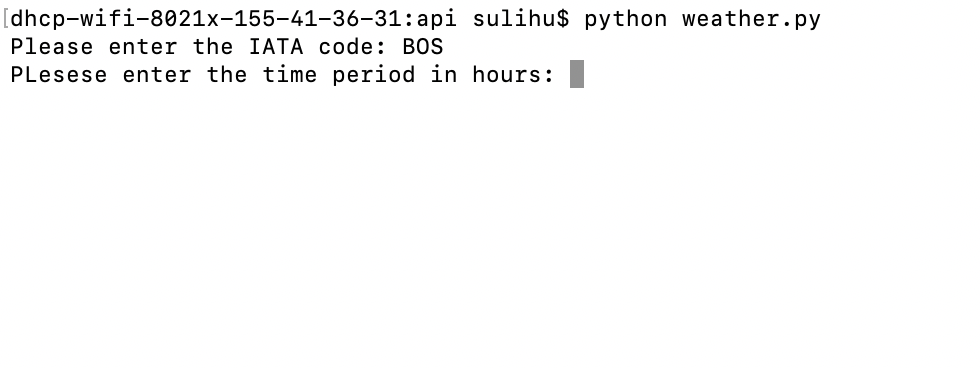 [dhcp-wifi-8021x-155-41-36-31:api sulihu$ python weather.py
Please enter the IATA code: BOS
PLesese enter the time period in hours: